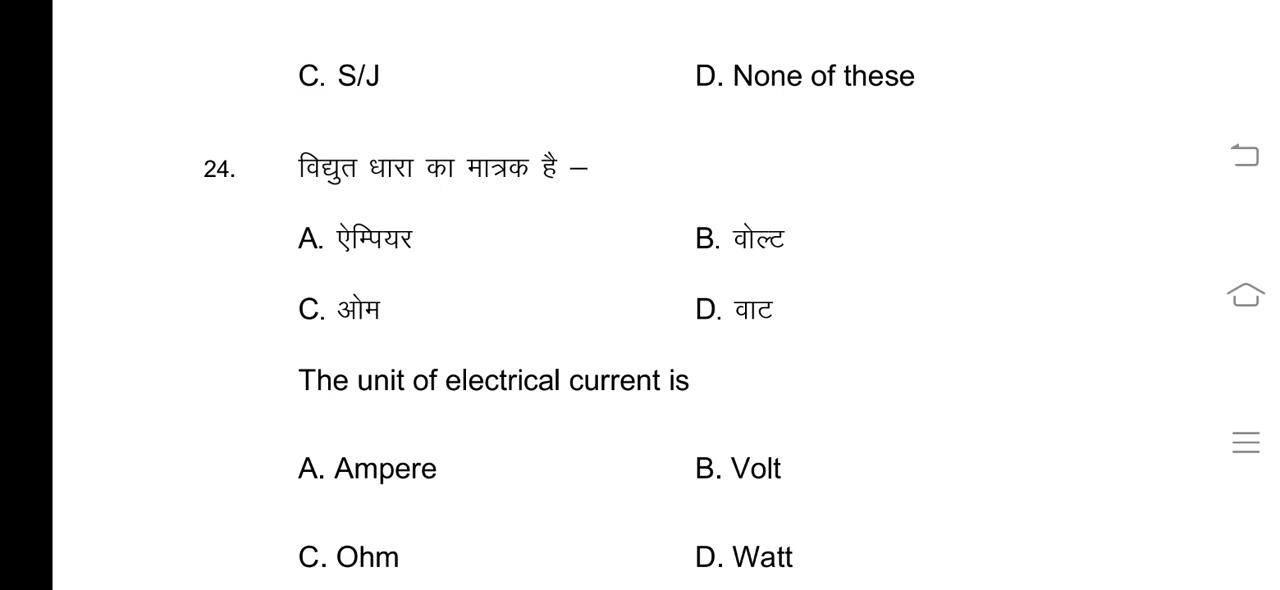 C. S/J D. None of these
24. विद्युत धारा का मात्रक है –
A. ऐम्पियर B. वोल्ट
C. ओम D. वाट
The unit of electrical current is
A. Ampere B. Volt
C. Ohm D. Watt